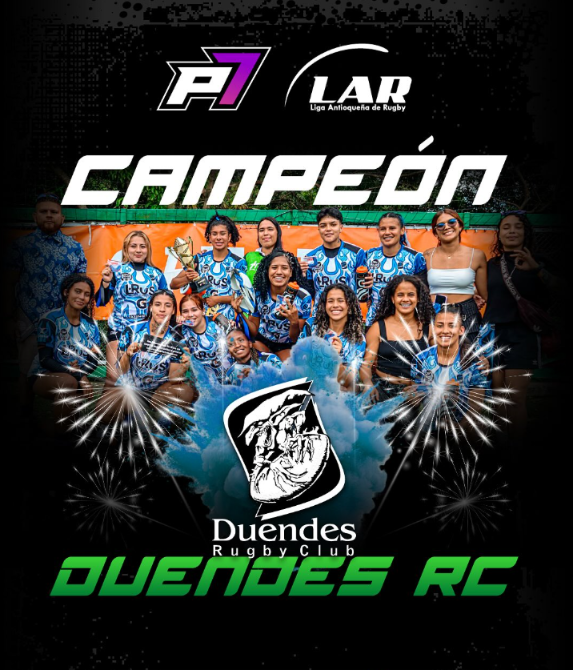 P7
LAR
Liga Antioqueña de Rugby
CAMPEÓN
Duendes
Rugby Club
DUENDES RC